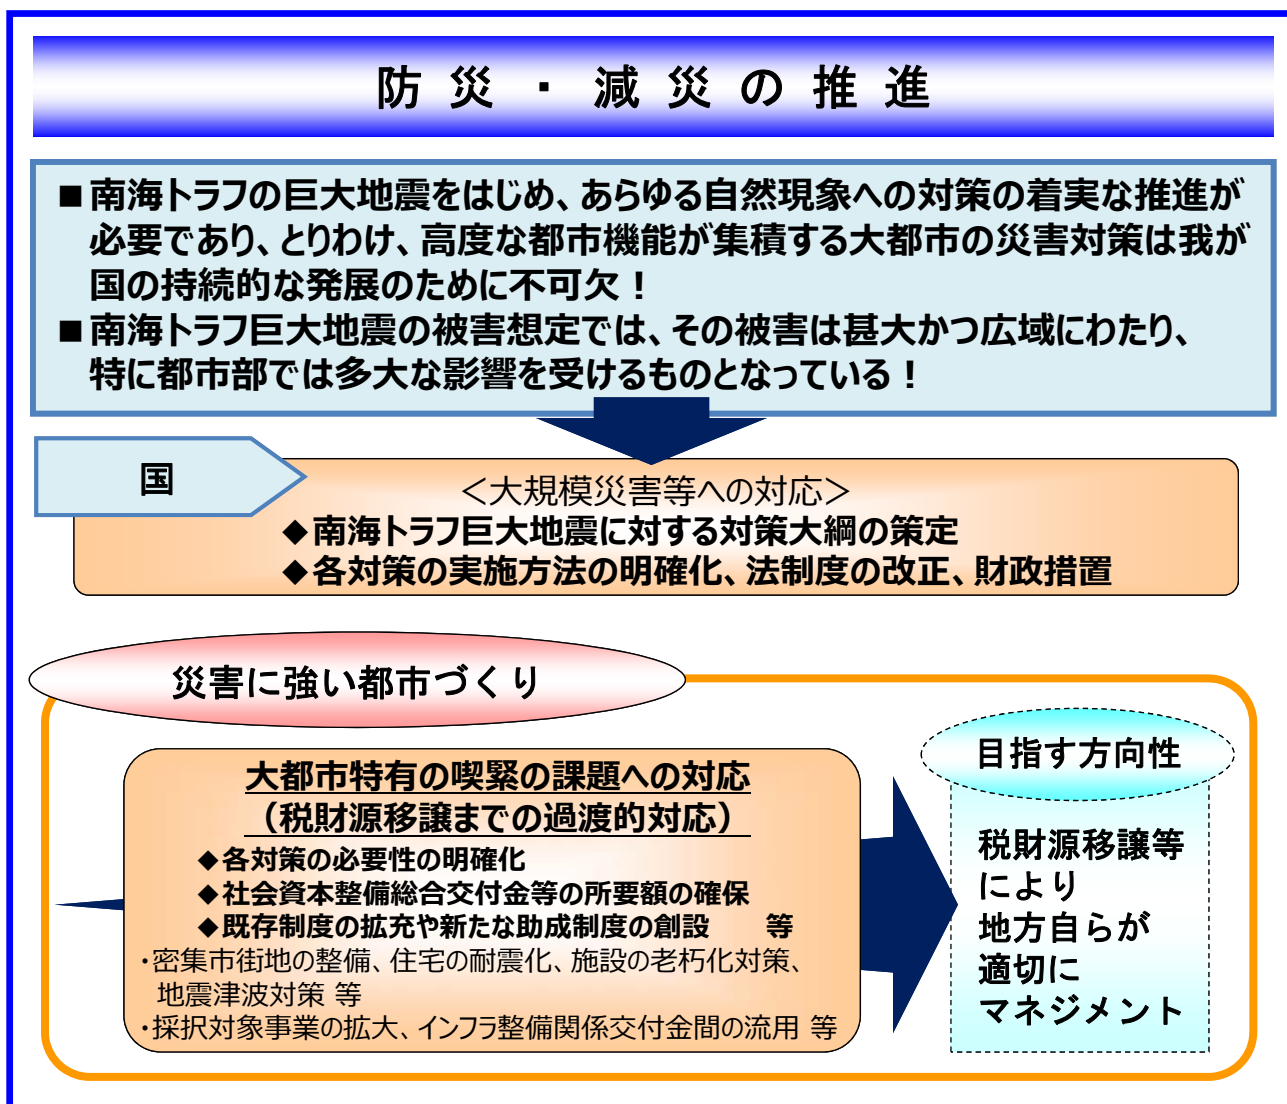 防災・減災の推進
■南海トラフの巨大地震をはじめ、あらゆる自然現象への対策の着実な推進が
必要であり、とりわけ、高度な都市機能が集積する大都市の災害対策は我が
国の持続的な発展のために不可欠！
■南海トラフ巨大地震の被害想定では、その被害は甚大かつ広域にわたり、
特に都市部では多大な影響を受けるものとなっている！
国
＜大規模災害等への対応＞
◆南海トラフ巨大地震に対する対策大綱の策定
◆各対策の実施方法の明確化、法制度の改正、財政措置
災害に強い都市づくり
大都市特有の喫緊の課題への対応
（税財源移譲までの過渡的対応）
◆各対策の必要性の明確化
◆社会資本整備総合交付金等の所要額の確保
◆既存制度の拡充や新たな助成制度の創設　　等
・密集市街地の整備、住宅の耐震化、施設の老朽化対策、
地震津波対策 等
・採択対象事業の拡大、インフラ整備関係交付金間の流用 等
目指す方向性
税財源移譲等
により
地方自らが
適切に
マネジメント